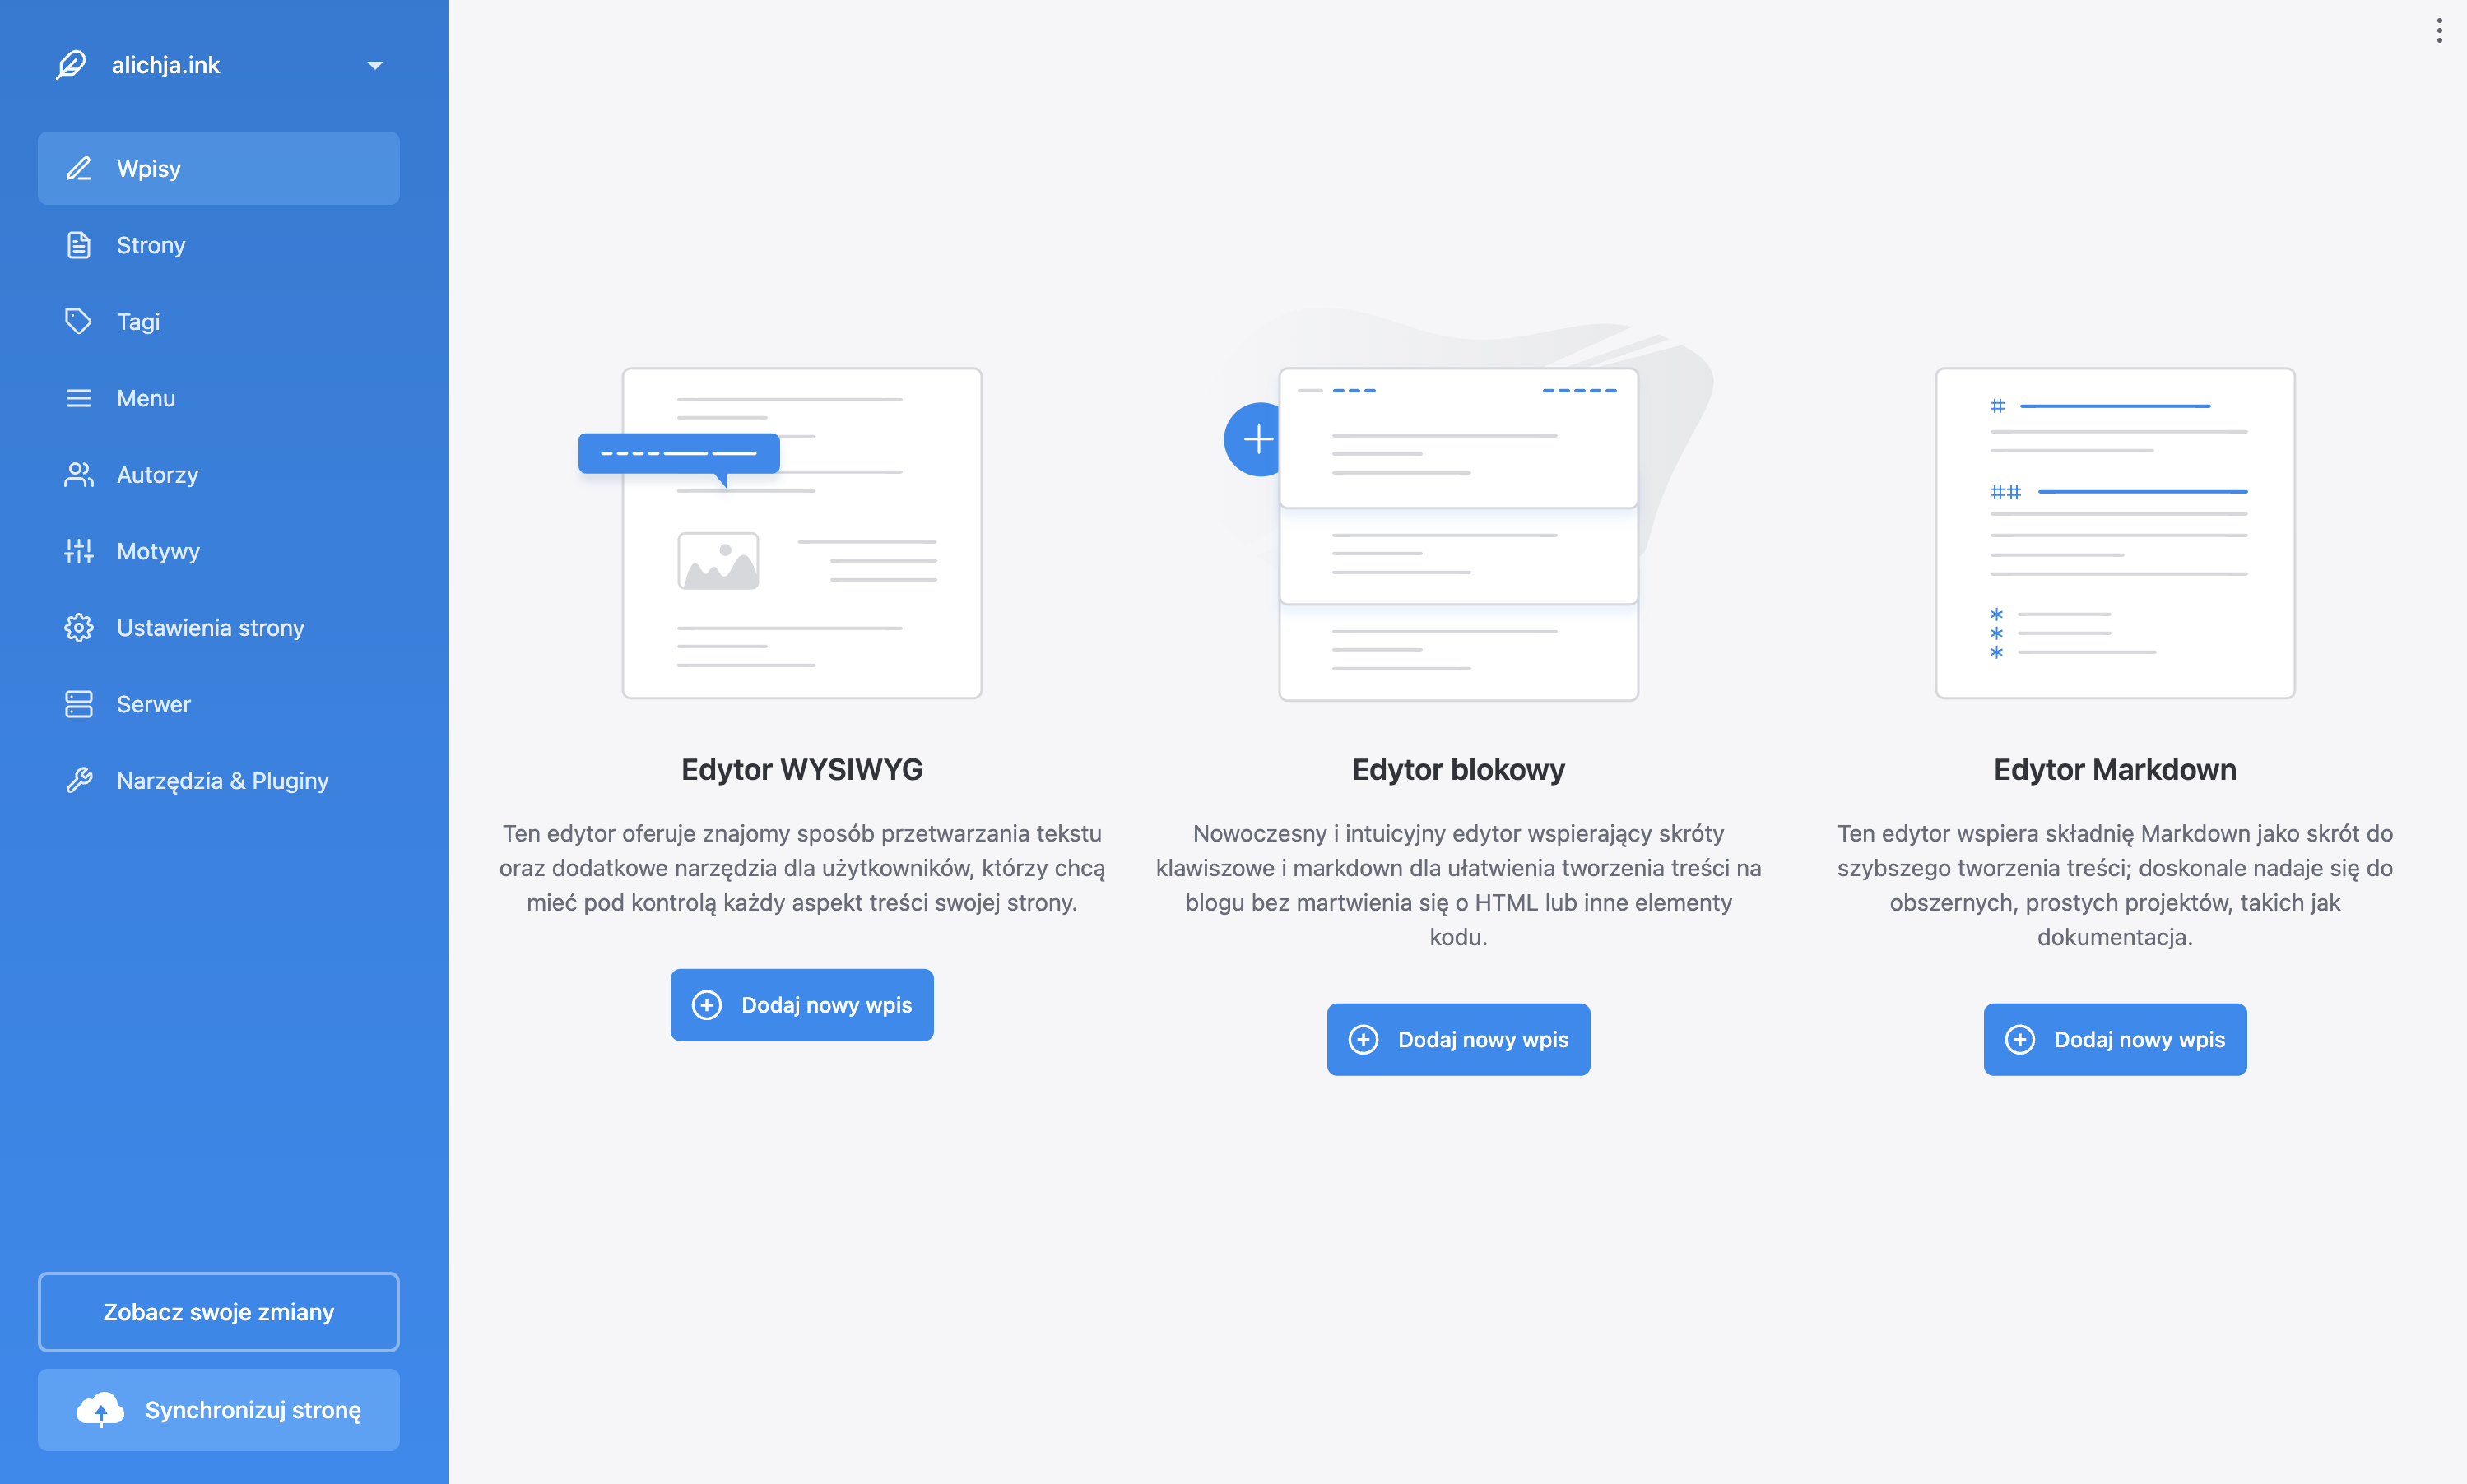 alichja.ink
Wpisy
Strony
Tagi
Menu
Autorzy
Motywy
Ustawienia strony
Serwer
Narzędzia & Pluginy
Zobacz swoje zmiany
Synchronizuj stronę
Edytor WYSIWYG
Ten edytor oferuje znajomy sposób przetwarzania tekstu
oraz dodatkowe narzędzia dla użytkowników, którzy chcą
mieć pod kontrolą każdy aspekt treści swojej strony.
Dodaj nowy wpis
Edytor blokowy
Nowoczesny i intuicyjny edytor wspierający skróty
klawiszowe i markdown dla ułatwienia tworzenia treści na
blogu bez martwienia się o HTML lub inne elementy
kodu.
Dodaj nowy wpis
#
##
*
*
*
Edytor Markdown
Ten edytor wspiera składnię Markdown jako skrót do
szybszego tworzenia treści; doskonale nadaje się do
obszernych, prostych projektów, takich jak
dokumentacja.
Dodaj nowy wpis